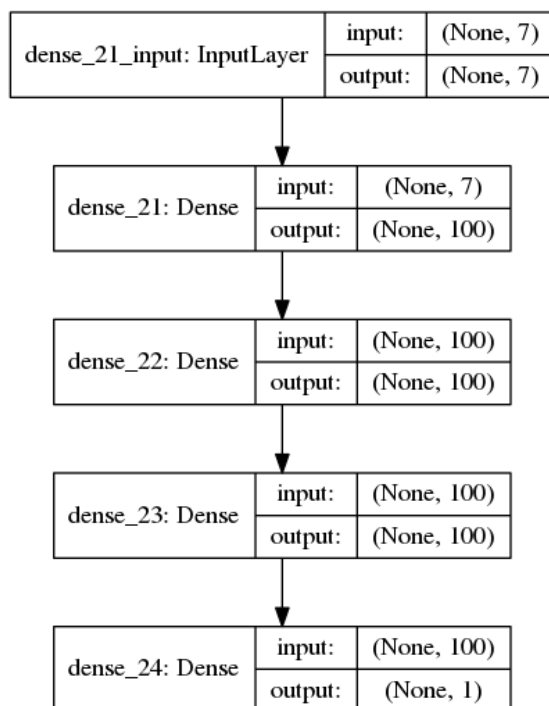 dense_21_input: InputLayer
input: (None, 7)
output: (None, 7)
dense_21: Dense
input: (None, 7)
output: (None, 100)
dense_22: Dense
input: (None, 100)
output: (None, 100)
dense_23: Dense
input: (None, 100)
output: (None, 100)
dense_24: Dense
input: (None, 100)
output: (None, 1)